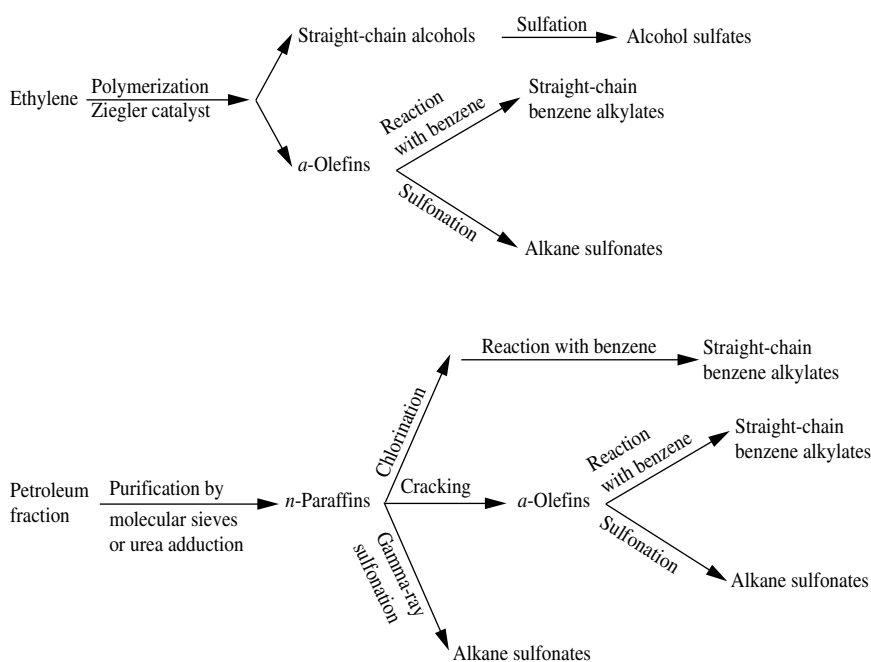 Straight-chain alcohols
Sulfation
Alcohol sulfates
Ethylene
Polymerization
Ziegler catalyst
Reaction
with benzene
Straight-chain
benzene alkylates
a-Olefins
Sulfonation
Alkane sulfonates
Reaction with benzene
Straight-chain
benzene alkylates
Chlorination
Reaction
with benzene
Straight-chain
benzene alkylates
Petroleum
fraction
Purification by
molecular sieves
or urea adduction
n-Paraffins
Cracking
a-Olefins
Sulfonation
Alkane sulfonates
Gamma-ray
sulfonation
Alkane sulfonates